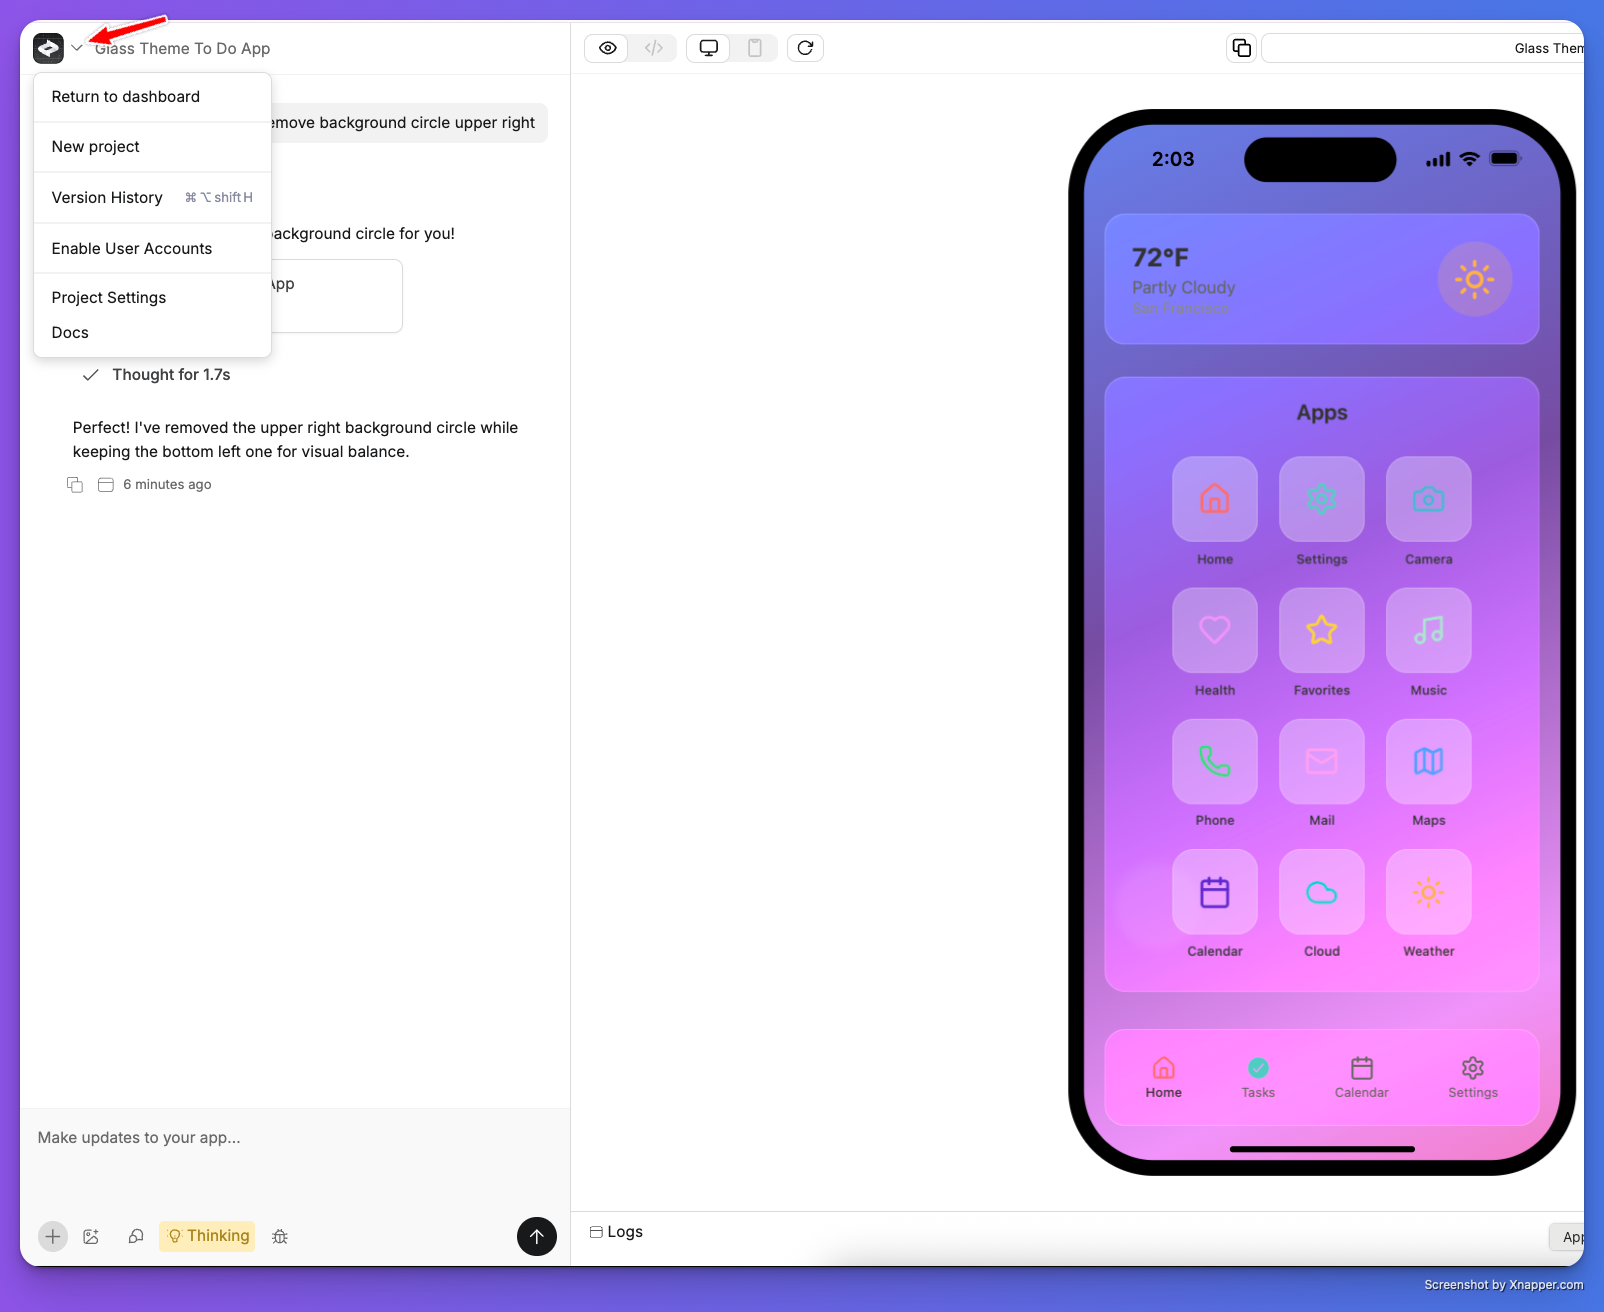 Glass Theme To Do App
Return to dashboard
New project
Version History ⌘ ⌥ shift H
Enable User Accounts
Project Settings
Docs
emove background circle upper right
ackground circle for you!
App
Thought for 1.7s
Perfect! I've removed the upper right background circle while
keeping the bottom left one for visual balance.
6 minutes ago
Make updates to your app...
Thinking
Glass Them
2:03
72°F
Partly Cloudy
San Francisco
Apps
Home Settings Camera
Health Favorites Music
Phone Mail Maps
Calendar Cloud Weather
Home Tasks Calendar Settings
Logs
App
Screenshot by Xnapper.com